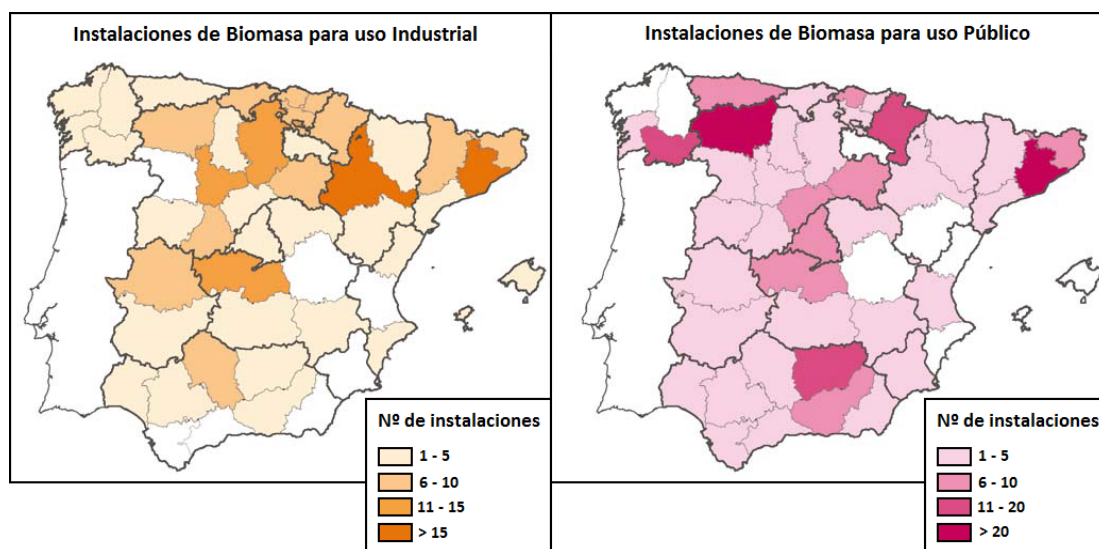 Instalaciones de Biomasa para uso Industrial
Nº de instalaciones
1 - 5
6 - 10
11 - 15
> 15
Instalaciones de Biomasa para uso Público
Nº de instalaciones
1 - 5
6 - 10
11 - 20
> 20